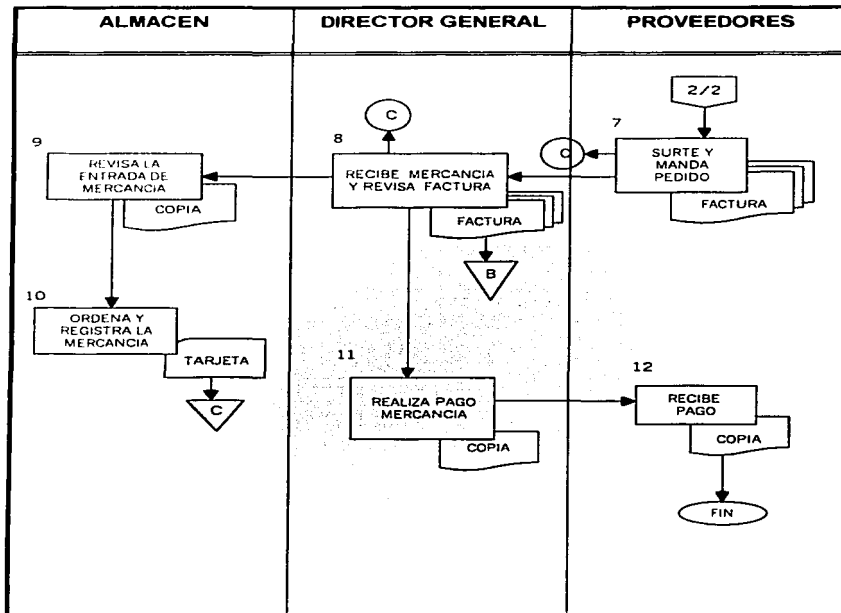 ALMACEN
DIRECTOR GENERAL
PROVEEDORES
2/2
7
SURTE Y
MANDA
PEDIDO
FACTURA
C
C
8
RECIBE MERCANCIA
Y REVISA FACTURA
FACTURA
B
9
REVISA LA
ENTRADA DE
MERCANCIA
COPIA
10
ORDENA Y
REGISTRA LA
MERCANCIA
TARJETA
C
11
REALIZA PAGO
MERCANCIA
COPIA
12
RECIBE
PAGO
COPIA
FIN